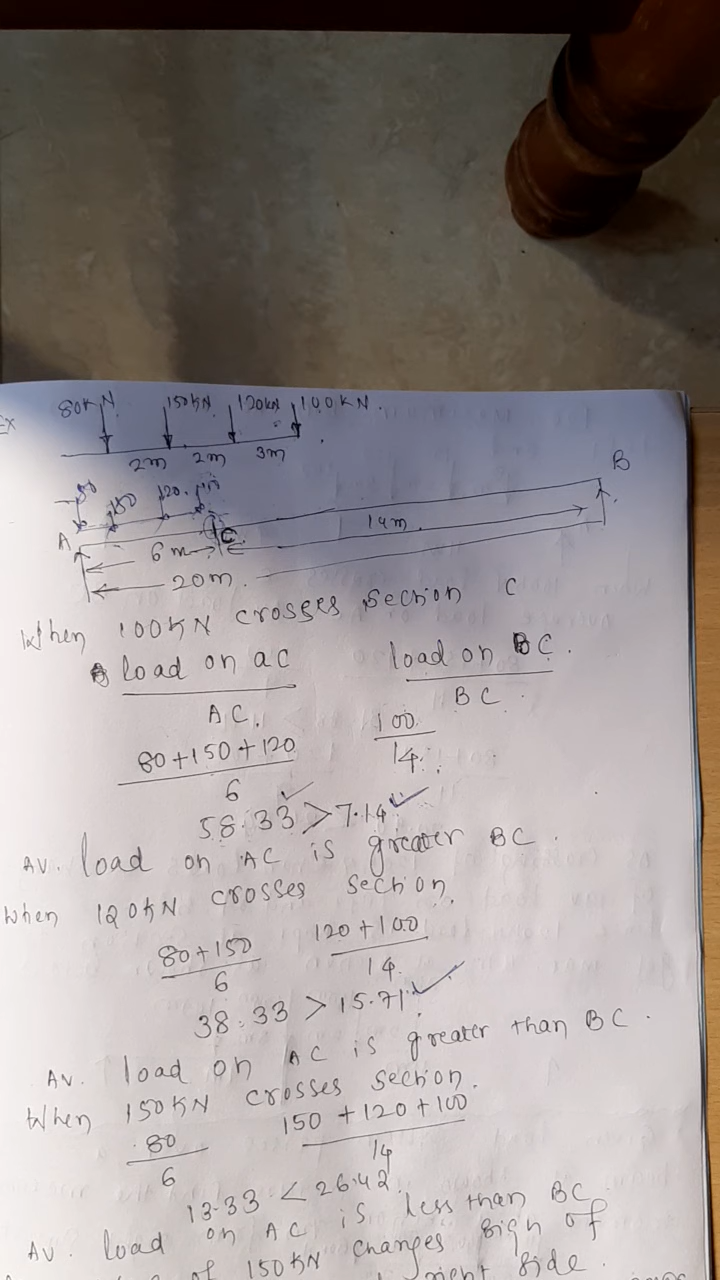 Ex
80KN 150KN 120KN 100KN.
2m 2m 3m
80 150 120
A C B
6m 14m.
20m.
When 100KN crosses section C
load on ac load on BC.
AC. BC
80+150+120 100
6 14
58.33 > 7.14
Av. load on AC is greater BC.
When 120KN crosses section.
80+150 120+100
6 14.
38.33 > 15.71
Av. load on AC is greater than BC.
When 150KN crosses section.
80 150+120+100
6 14
13.33 < 26.42.
Av. load on AC is less than BC
of 150KN changes sign of
side.